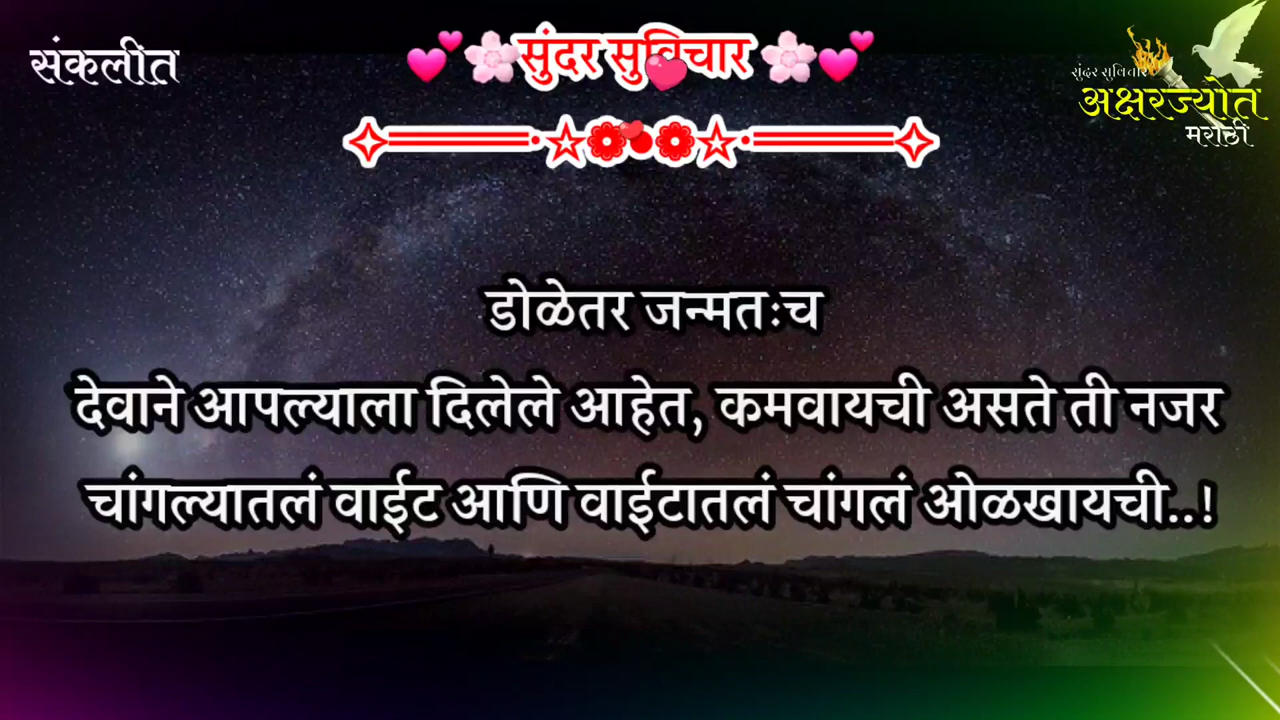 संकलीत
💕🌸सुंदर सुविचार🌸💕
सुंदर सुविचार
अक्षरज्योत
मराठी
✧═══════•☆❁●❁☆•═══════✧
डोळेतर जन्मतःच
देवाने आपल्याला दिलेले आहेत, कमवायची असते ती नजर
चांगल्यातलं वाईट आणि वाईटातलं चांगलं ओळखायची..!